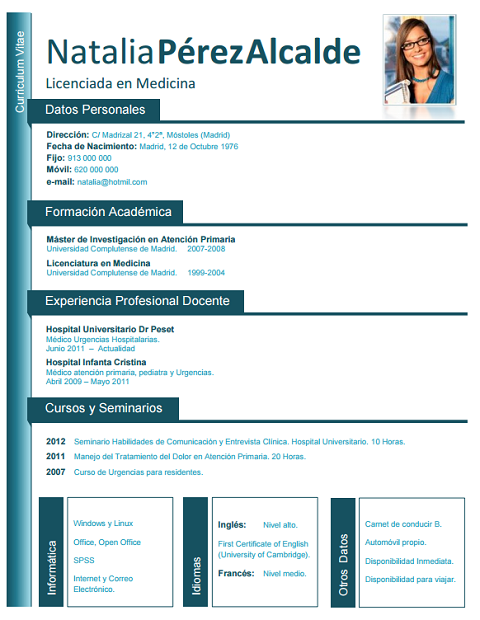 Curriculum Vitae
Natalia Pérez Alcalde
Licenciada en Medicina
Datos Personales
Dirección: C/ Madrizal 21, 4°2ª, Móstoles (Madrid)
Fecha de Nacimiento: Madrid, 12 de Octubre 1976
Fijo: 913 000 000
Móvil: 620 000 000
e-mail: natalia@hotmil.com
Formación Académica
Máster de Investigación en Atención Primaria
Universidad Complutense de Madrid. 2007-2008
Licenciatura en Medicina
Universidad Complutense de Madrid. 1999-2004
Experiencia Profesional Docente
Hospital Universitario Dr Peset
Médico Urgencias Hospitalarias.
Junio 2011 – Actualidad
Hospital Infanta Cristina
Médico atención primaria, pediatra y Urgencias.
Abril 2009 – Mayo 2011
Cursos y Seminarios
2012 Seminario Habilidades de Comunicación y Entrevista Clínica. Hospital Universitario. 10 Horas.
2011 Manejo del Tratamiento del Dolor en Atención Primaria. 20 Horas.
2007 Curso de Urgencias para residentes.
Informática
Windows y Linux
Office, Open Office
SPSS
Internet y Correo
Electrónico.
Idiomas
Inglés: Nivel alto.
First Certificate of English
(University of Cambridge).
Francés: Nivel medio.
Otros Datos
Carnet de conducir B.
Automóvil propio.
Disponibilidad Inmediata.
Disponibilidad para viajar.